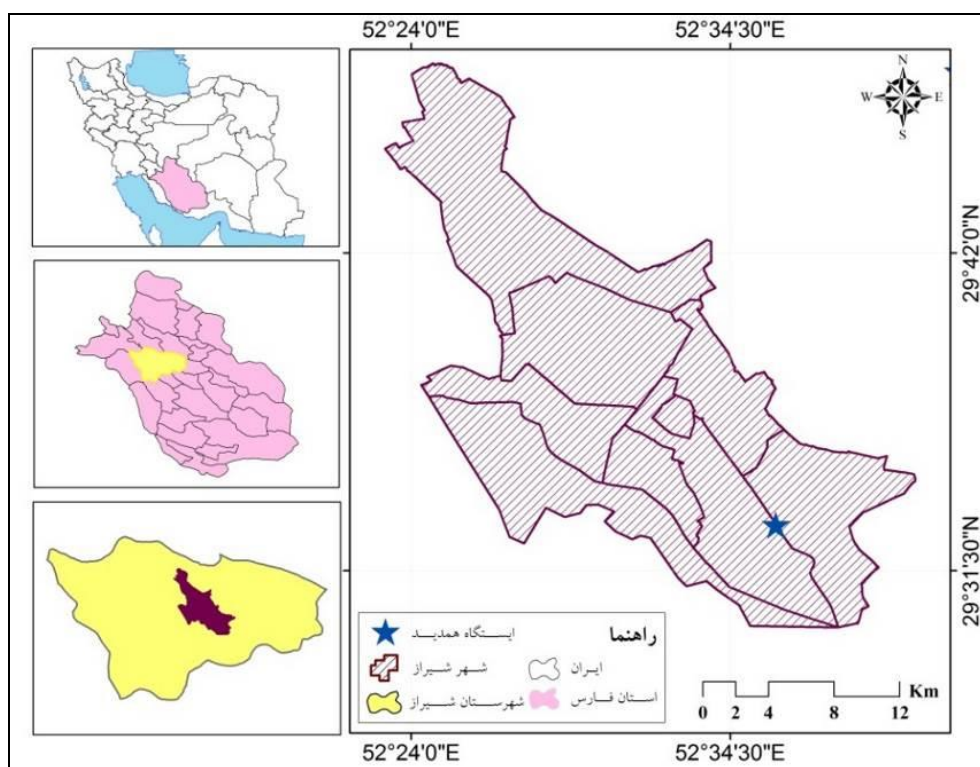 52°24'0"E 52°34'30"E
N
W E
S
29°42'0"N
29°31'30"N
راهنما
ایستگاه همدید
ایران
شهر شیراز
استان فارس
شهرستان شیراز
Km
0 2 4 8 12
52°24'0"E 52°34'30"E